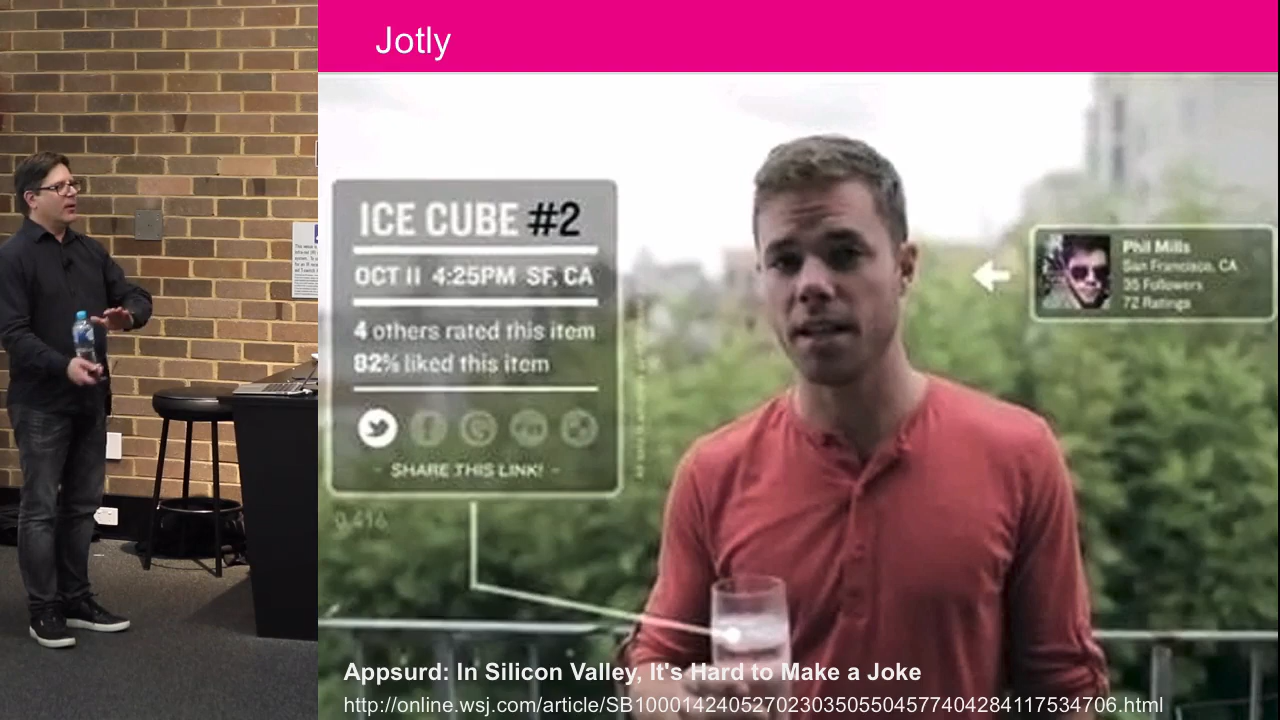 Jotly
ICE CUBE #2
OCT 11 4:25PM SF, CA
4 others rated this item
82% liked this item
- SHARE THIS LINK! -
0.416
Phil Mills
San Francisco, CA
35 Followers
72 Ratings
Appsurd: In Silicon Valley, It's Hard to Make a Joke
http://online.wsj.com/article/SB10001424052702303505504577404284117534706.html